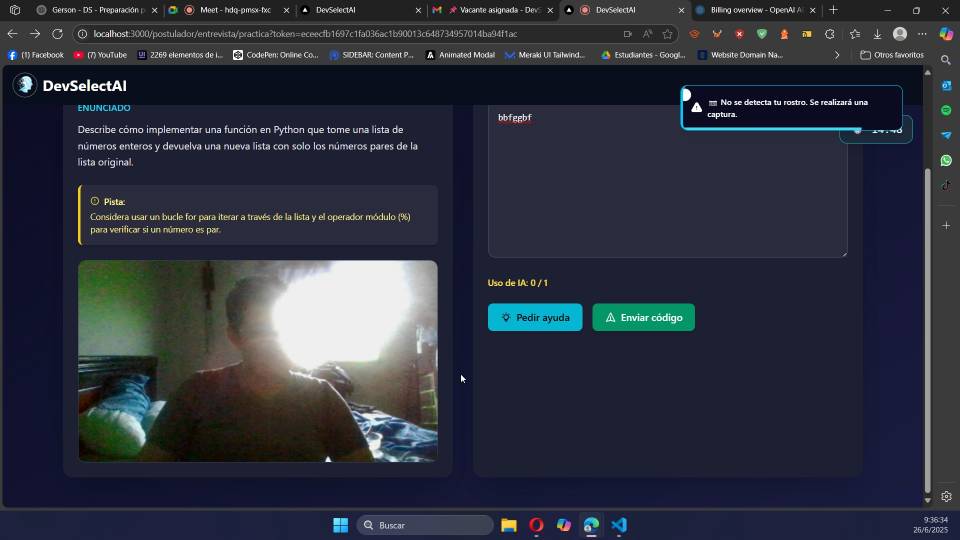 Gerson - DS - Preparación p
Meet - hdq-pmsx-fxc
DevSelectAI
Vacante asignada - DevS
DevSelectAI
Billing overview - OpenAI A
localhost:3000/postulador/entrevista/practica?token=eceecfb1697c1fa036ac1b90013c648734957014ba94f1ac
(1) Facebook
(7) YouTube
2269 elementos de i...
CodePen: Online Co...
SIDEBAR: Content P...
Animated Modal
Meraki UI Tailwind...
Estudiantes - Googl...
Website Domain Na...
Otros favoritos
DevSelectAI
No se detecta tu rostro. Se realizará una
captura.
ENUNCIADO
Describe cómo implementar una función en Python que tome una lista de
números enteros y devuelva una nueva lista con solo los números pares de la
lista original.
Pista:
Considera usar un bucle for para iterar a través de la lista y el operador módulo (%)
para verificar si un número es par.
bbfggbf
Uso de IA: 0 / 1
Pedir ayuda
Enviar código
Buscar
9:36:34
26/6/2025